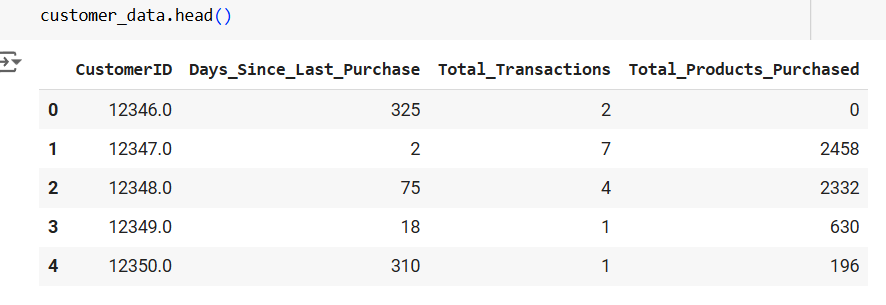 customer_data.head()
CustomerID Days_Since_Last_Purchase Total_Transactions Total_Products_Purchased
0 12346.0 325 2 0
1 12347.0 2 7 2458
2 12348.0 75 4 2332
3 12349.0 18 1 630
4 12350.0 310 1 196